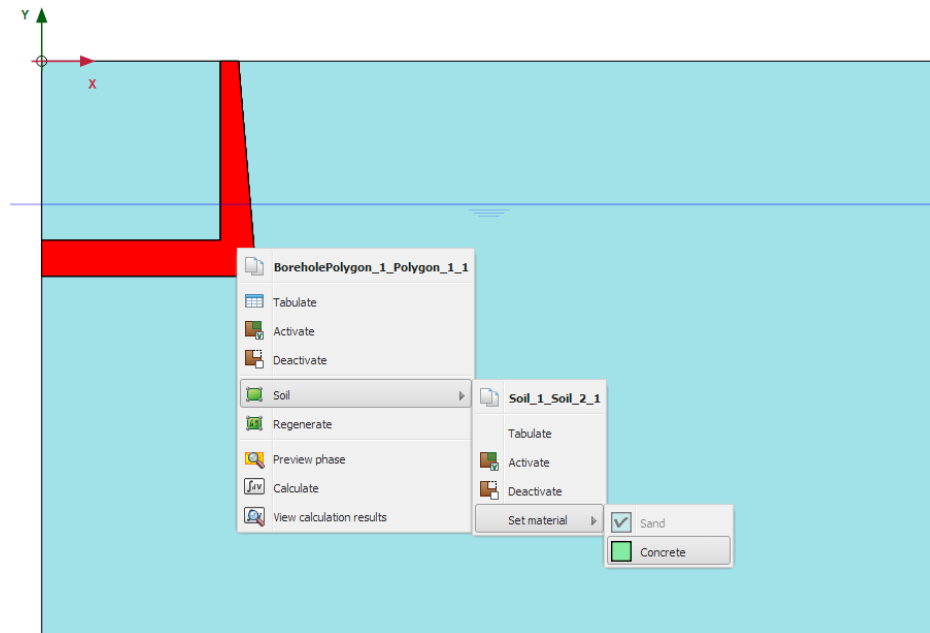 Y
X
BoreholePolygon_1_Polygon_1_1
Tabulate
Activate
Deactivate
Soil
Regenerate
Preview phase
Calculate
View calculation results
Soil_1_Soil_2_1
Tabulate
Activate
Deactivate
Set material
Sand
Concrete